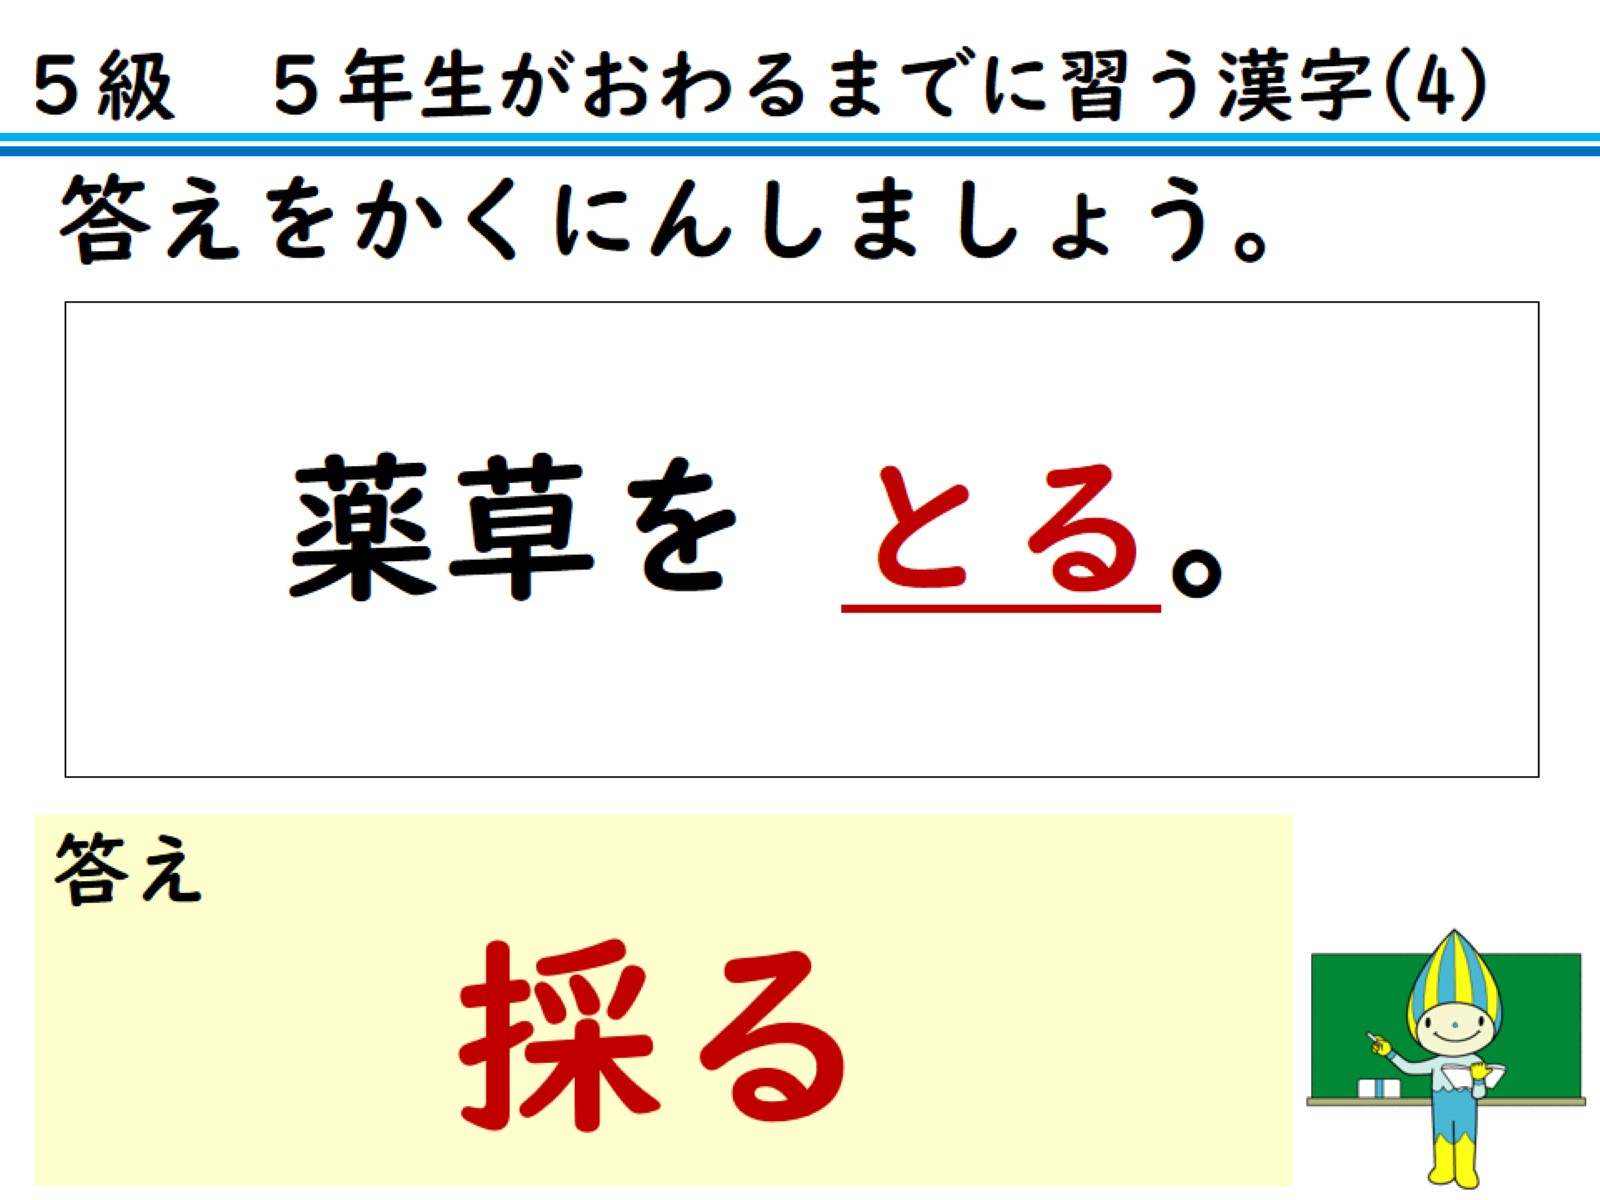 ５級　５年生がおわるまでに習う漢字(4)
答えをかくにんしましょう。
薬草を　とる。
答え
採る